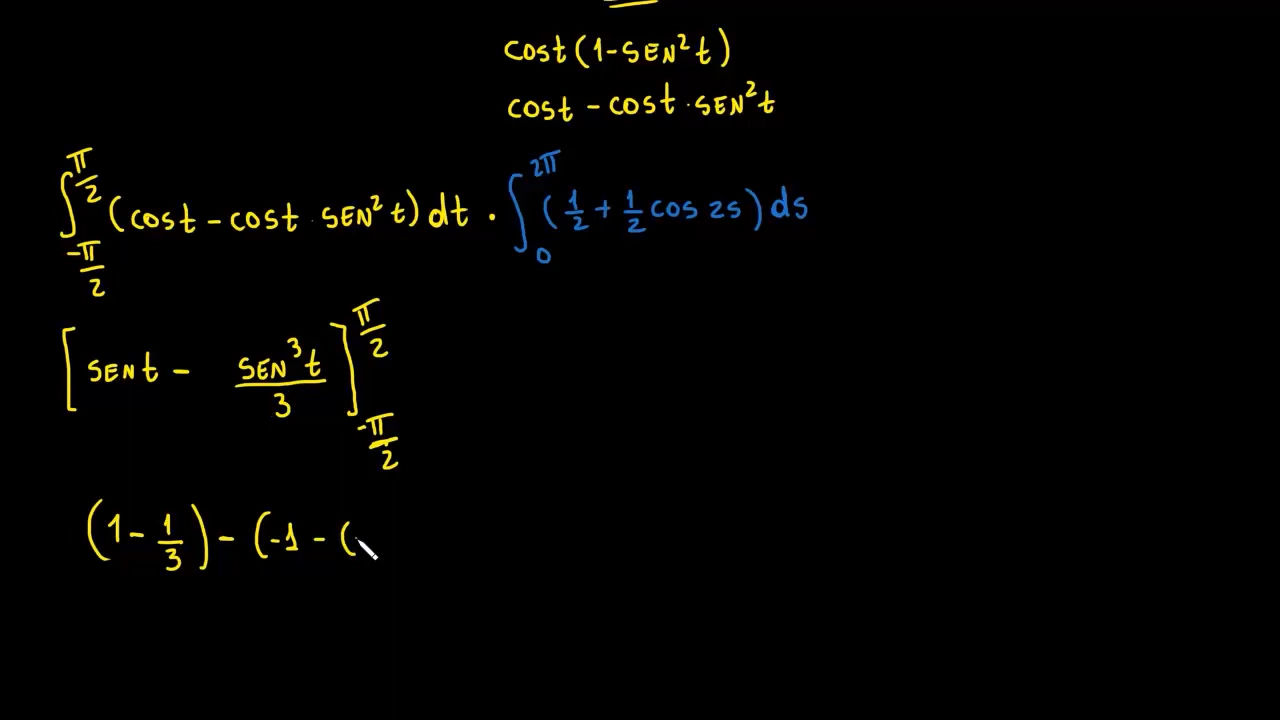 cost(1-SEN²t)
cost - cost·SEN²t
∫_{-π/2}^{π/2} (cost - cost·SEN²t)dt · ∫_{0}^{2π} (1/2 + 1/2 cos 2s)ds
[SENt - SEN³t/3]_{-π/2}^{π/2}
(1 - 1/3) - (-1 - (